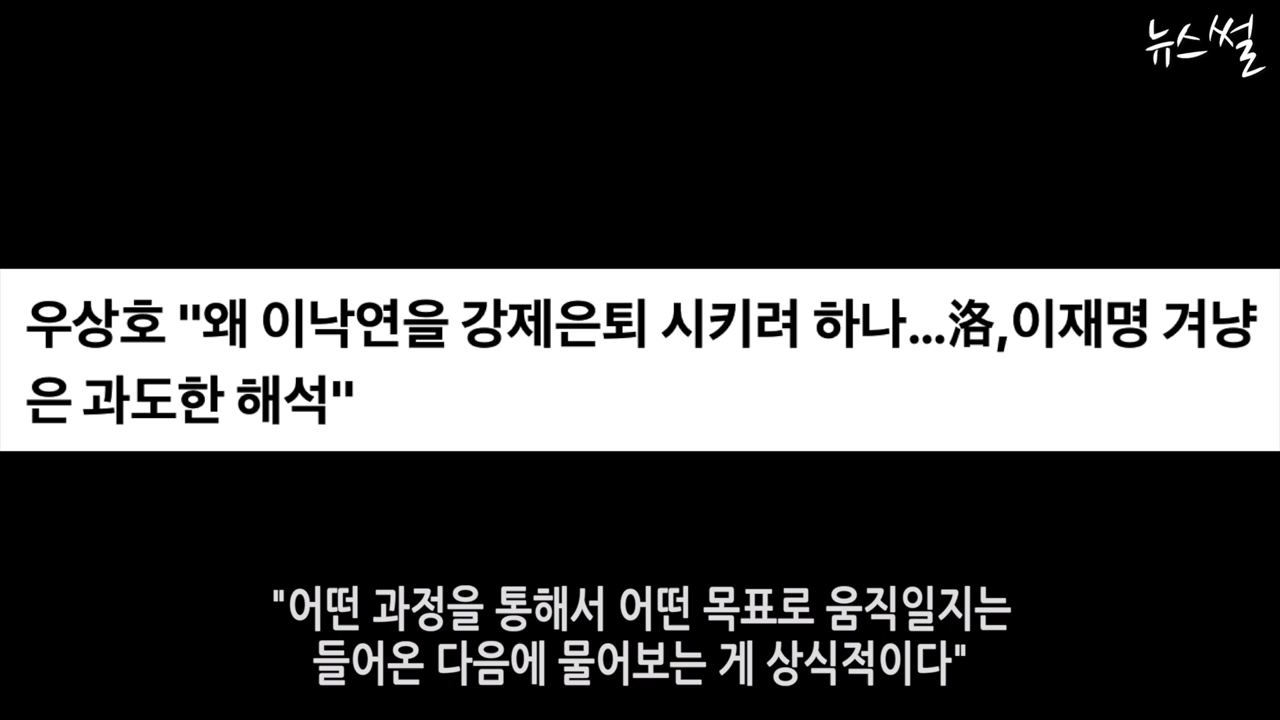 뉴스썰
우상호 "왜 이낙연을 강제은퇴 시키려 하나...洛,이재명 겨냥
은 과도한 해석"
"어떤 과정을 통해서 어떤 목표로 움직일지는
들어온 다음에 물어보는 게 상식적이다"